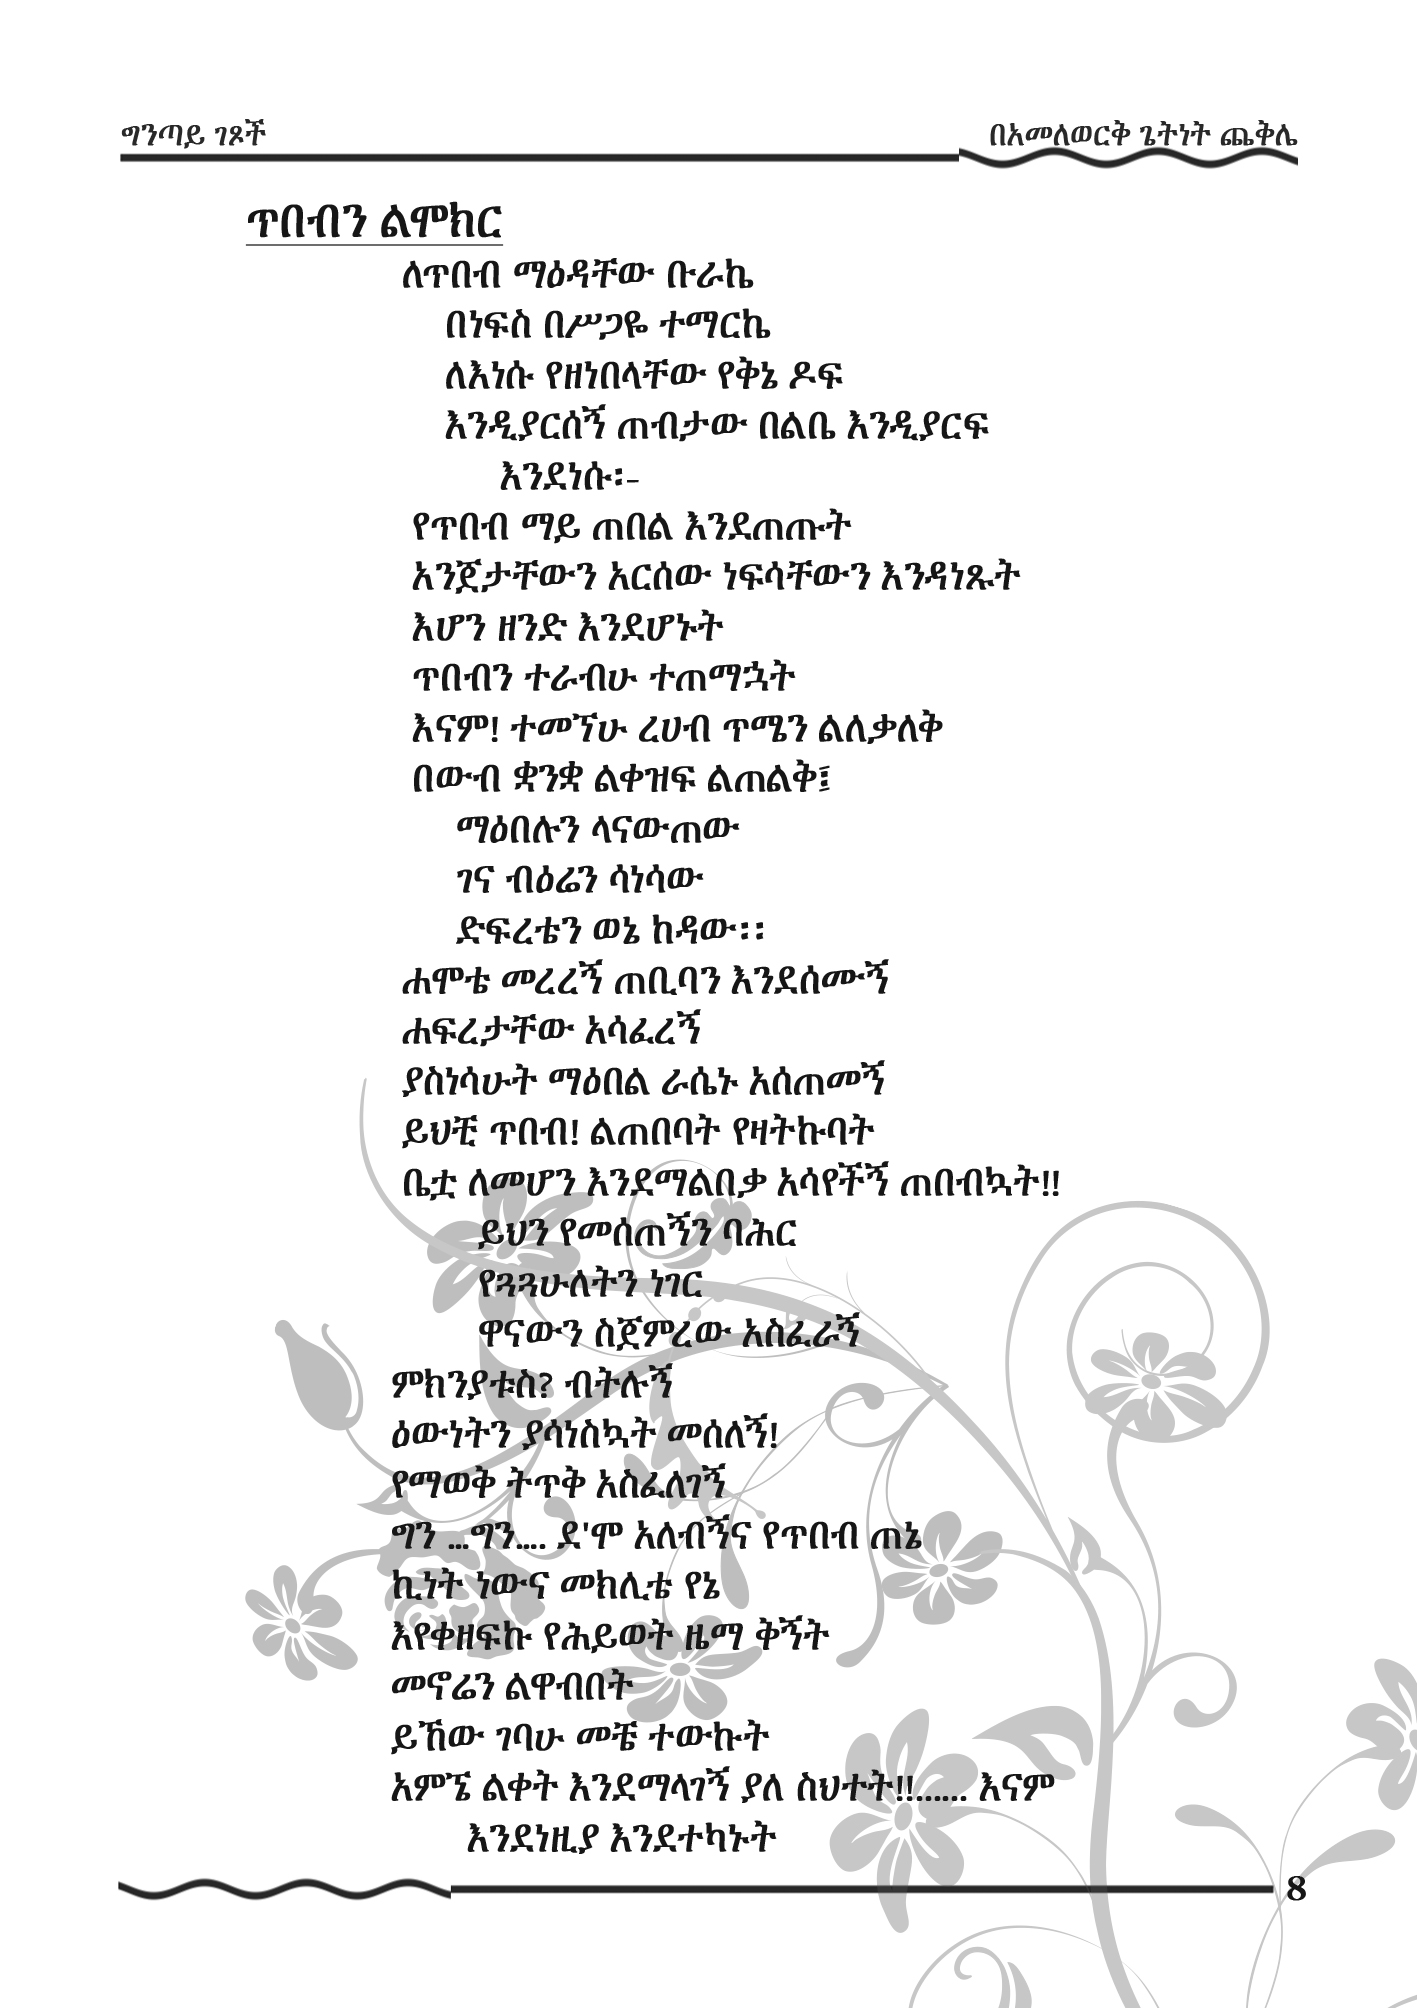 ግንጣይ ገጾች
በአመለወርቅ ጌትነት ጨቅሌ
ጥበብን ልሞክር
ለጥበብ ማዕዳቸው ቡራኬ
በነፍስ በሥጋዬ ተማርኬ
ለእነሱ የዘነበላቸው የቅኔ ዶፍ
እንዲያርሰኝ ጠብታው በልቤ እንዲያርፍ
እንደነሱ፡-
የጥበብ ማይ ጠበል እንደጠጡት
አንጀታቸውን አርሰው ነፍሳቸውን እንዳነጹት
እሆን ዘንድ እንደሆኑት
ጥበብን ተራብሁ ተጠማኋት
እናም! ተመኘሁ ረሀብ ጥሜን ልለቃለቅ
በውብ ቋንቋ ልቀዝፍ ልጠልቅ፤
ማዕበሉን ላናውጠው
ገና ብዕሬን ሳነሳው
ድፍረቴን ወኔ ከዳው፡፡
ሐሞቴ መረረኝ ጠቢባን እንደሰሙኝ
ሐፍረታቸው አሳፈረኝ
ያስነሳሁት ማዕበል ራሴኑ አሰጠመኝ
ይህቺ ጥበብ! ልጠበባት የዛትኩባት
ቤቷ ለመሆን እንደማልበቃ አሳየችኝ ጠበብኳት!!
ይህን የመሰጠኝን ባሕር
የጓጓሁለትን ነገር
ዋናውን ስጀምረው አስፈራኝ
ምክንያቱስ? ብትሉኝ
ዕውነትን ያሳነስኳት መሰለኝ!
የማወቅ ትጥቅ አስፈለገኝ
ግን ...ግን.... ደ'ሞ አለብኝና የጥበብ ጠኔ
ኪነት ነውና መክሊቴ የኔ
እየቀዘፍኩ የሕይወት ዜማ ቅኝት
መኖሬን ልዋብበት
ይኸው ገባሁ መቼ ተውኩት
አምኜ ልቀት እንደማላገኝ ያለ ስህተት!!...... እናም
እንደነዚያ እንደተካኑት
8